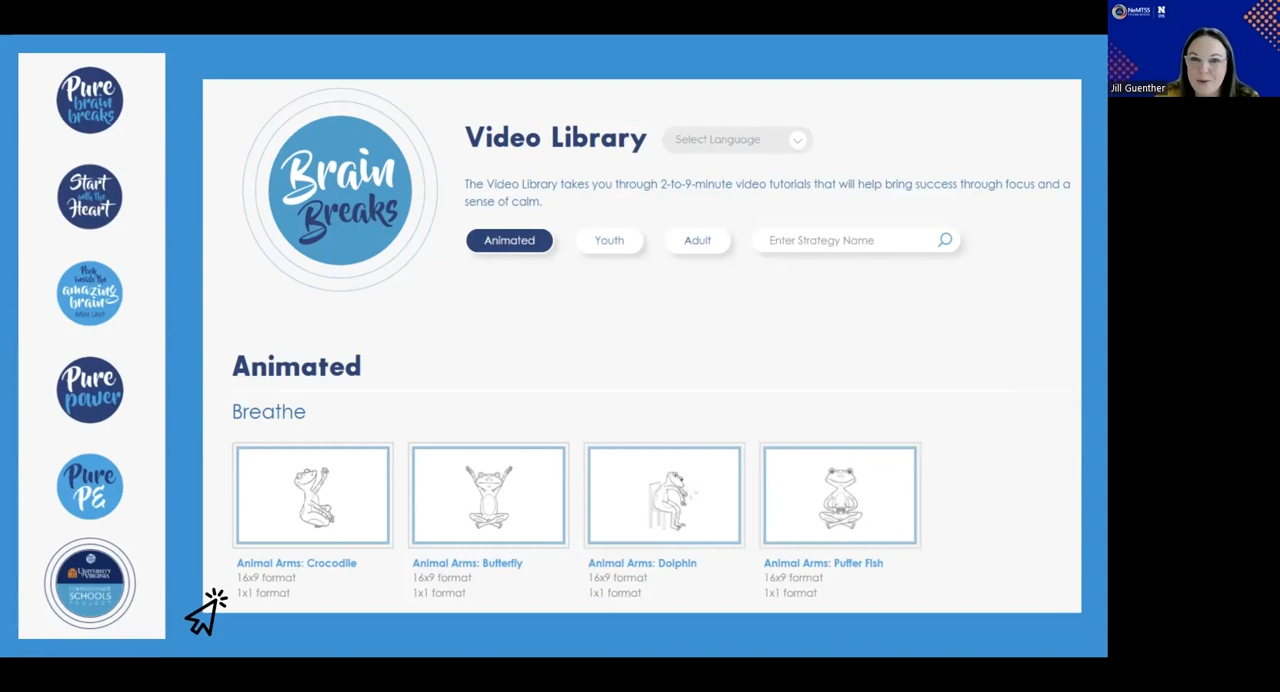 Pure
brain
breaks
Start
with the
Heart
Peek
inside the
amazing
brain
Mini Unit
Pure
power
Pure
PE
UNIVERSITY
of VIRGINIA
COMPASSIONATE
SCHOOLS
PROJECT
Brain
Breaks
Video Library
Select Language
The Video Library takes you through 2-to-9-minute video tutorials that will help bring success through focus and a
sense of calm.
Animated
Youth
Adult
Enter Strategy Name
Animated
Breathe
Animal Arms: Crocodile
16x9 format
1x1 format
Animal Arms: Butterfly
16x9 format
1x1 format
Animal Arms: Dolphin
16x9 format
1x1 format
Animal Arms: Puffer Fish
16x9 format
1x1 format
NeMTSS
N
Jill Guenther